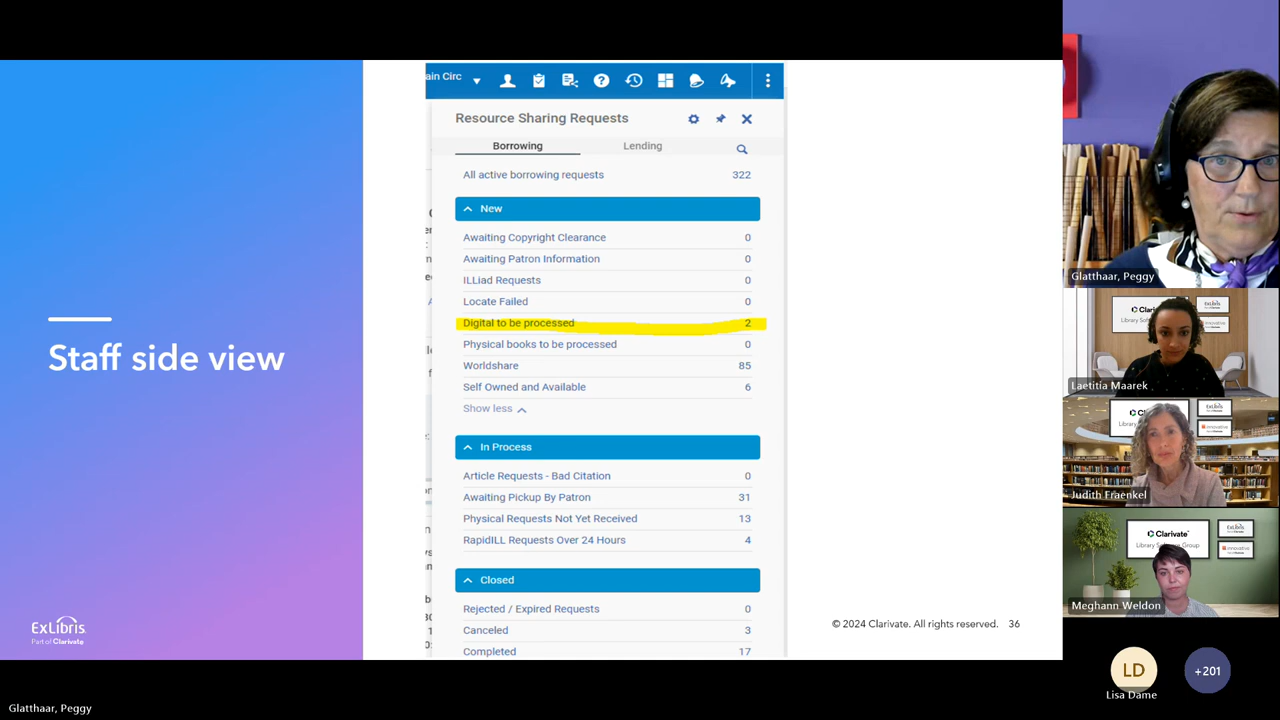 Staff side view
ExLibris
Part of Clarivate
ain Circ
Resource Sharing Requests
Borrowing
Lending
All active borrowing requests 322
New
Awaiting Copyright Clearance 0
Awaiting Patron Information 0
ILLiad Requests 0
Locate Failed 0
Digital to be processed 2
Physical books to be processed 0
Worldshare 85
Self Owned and Available 6
Show less
In Process
Article Requests - Bad Citation 0
Awaiting Pickup By Patron 31
Physical Requests Not Yet Received 13
RapidILL Requests Over 24 Hours 4
Closed
Rejected / Expired Requests 0
Canceled 3
Completed 17
© 2024 Clarivate. All rights reserved. 36
Glatthaar, Peggy
Laetitia Maarek
Judith Fraenkel
Clarivate
Meghann Weldon
LD
+201
Lisa Dame
Glatthaar, Peggy